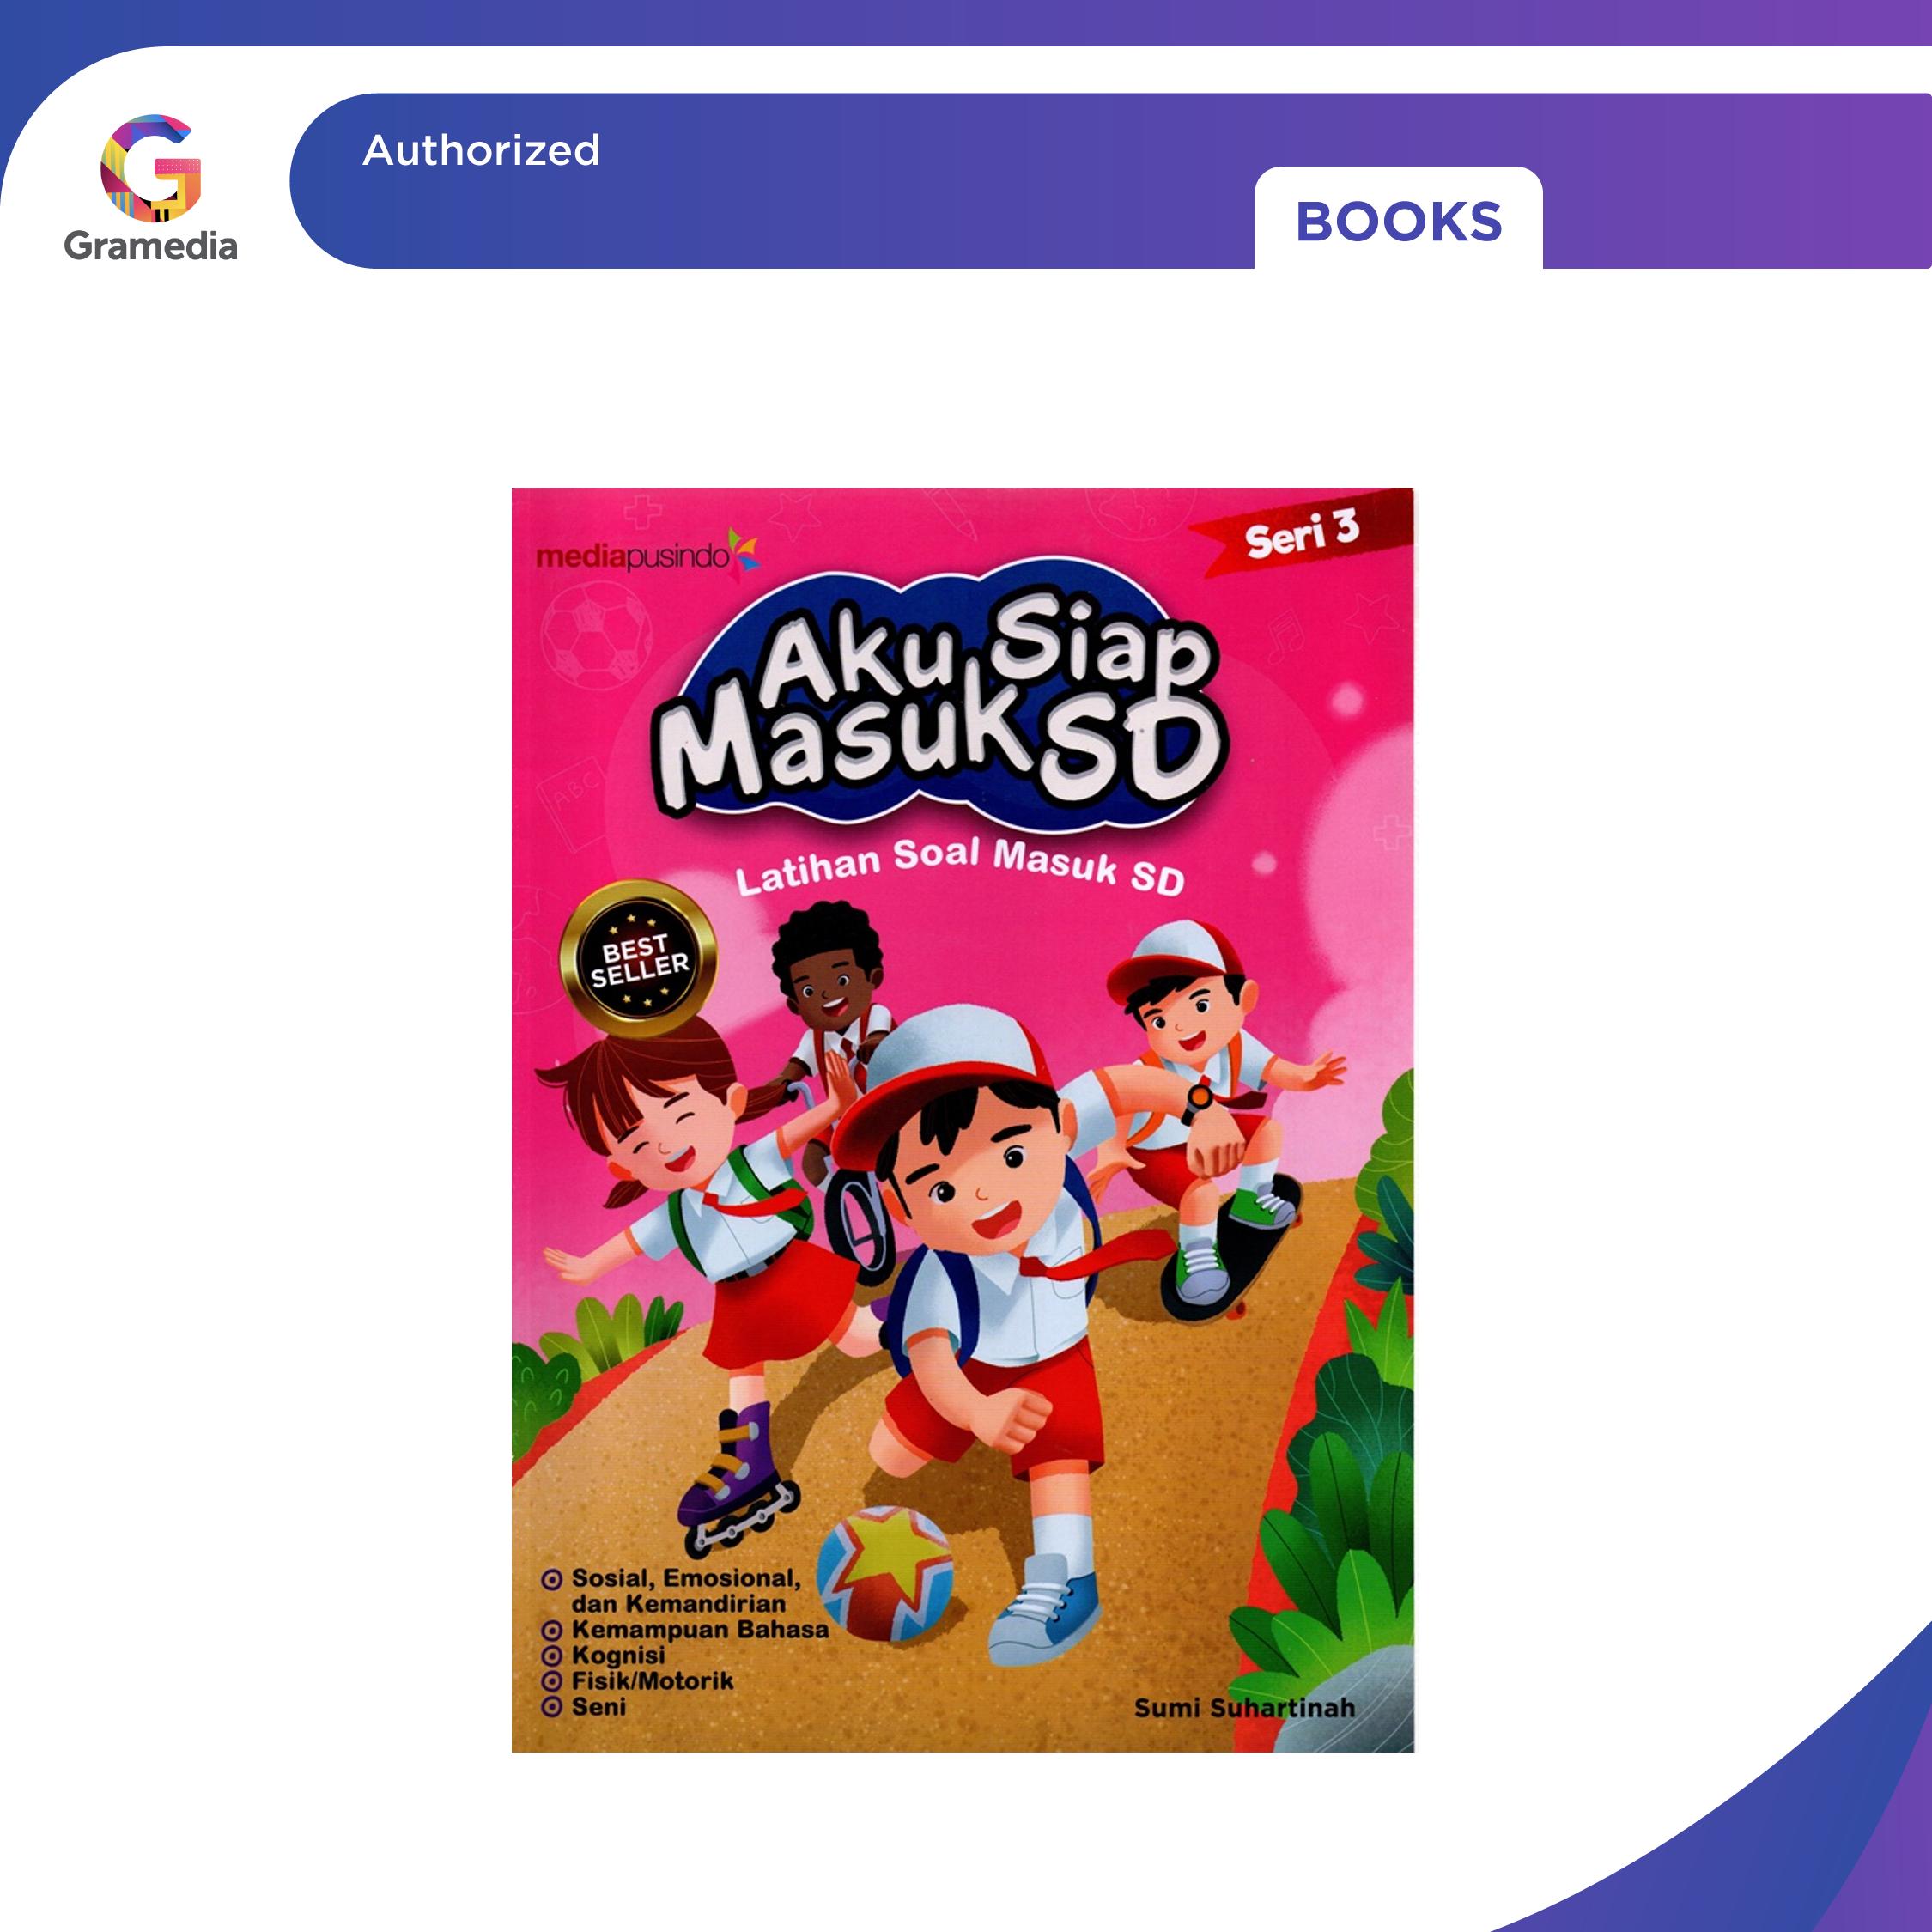 Gramedia
Authorized
BOOKS
mediapusindo
Seri 3
Aku Siap
Masuk SD
Latihan Soal Masuk SD
ABC
BEST
SELLER
Sosial, Emosional,
dan Kemandirian
Kemampuan Bahasa
Kognisi
Fisik/Motorik
Seni
Sumi Suhartinah